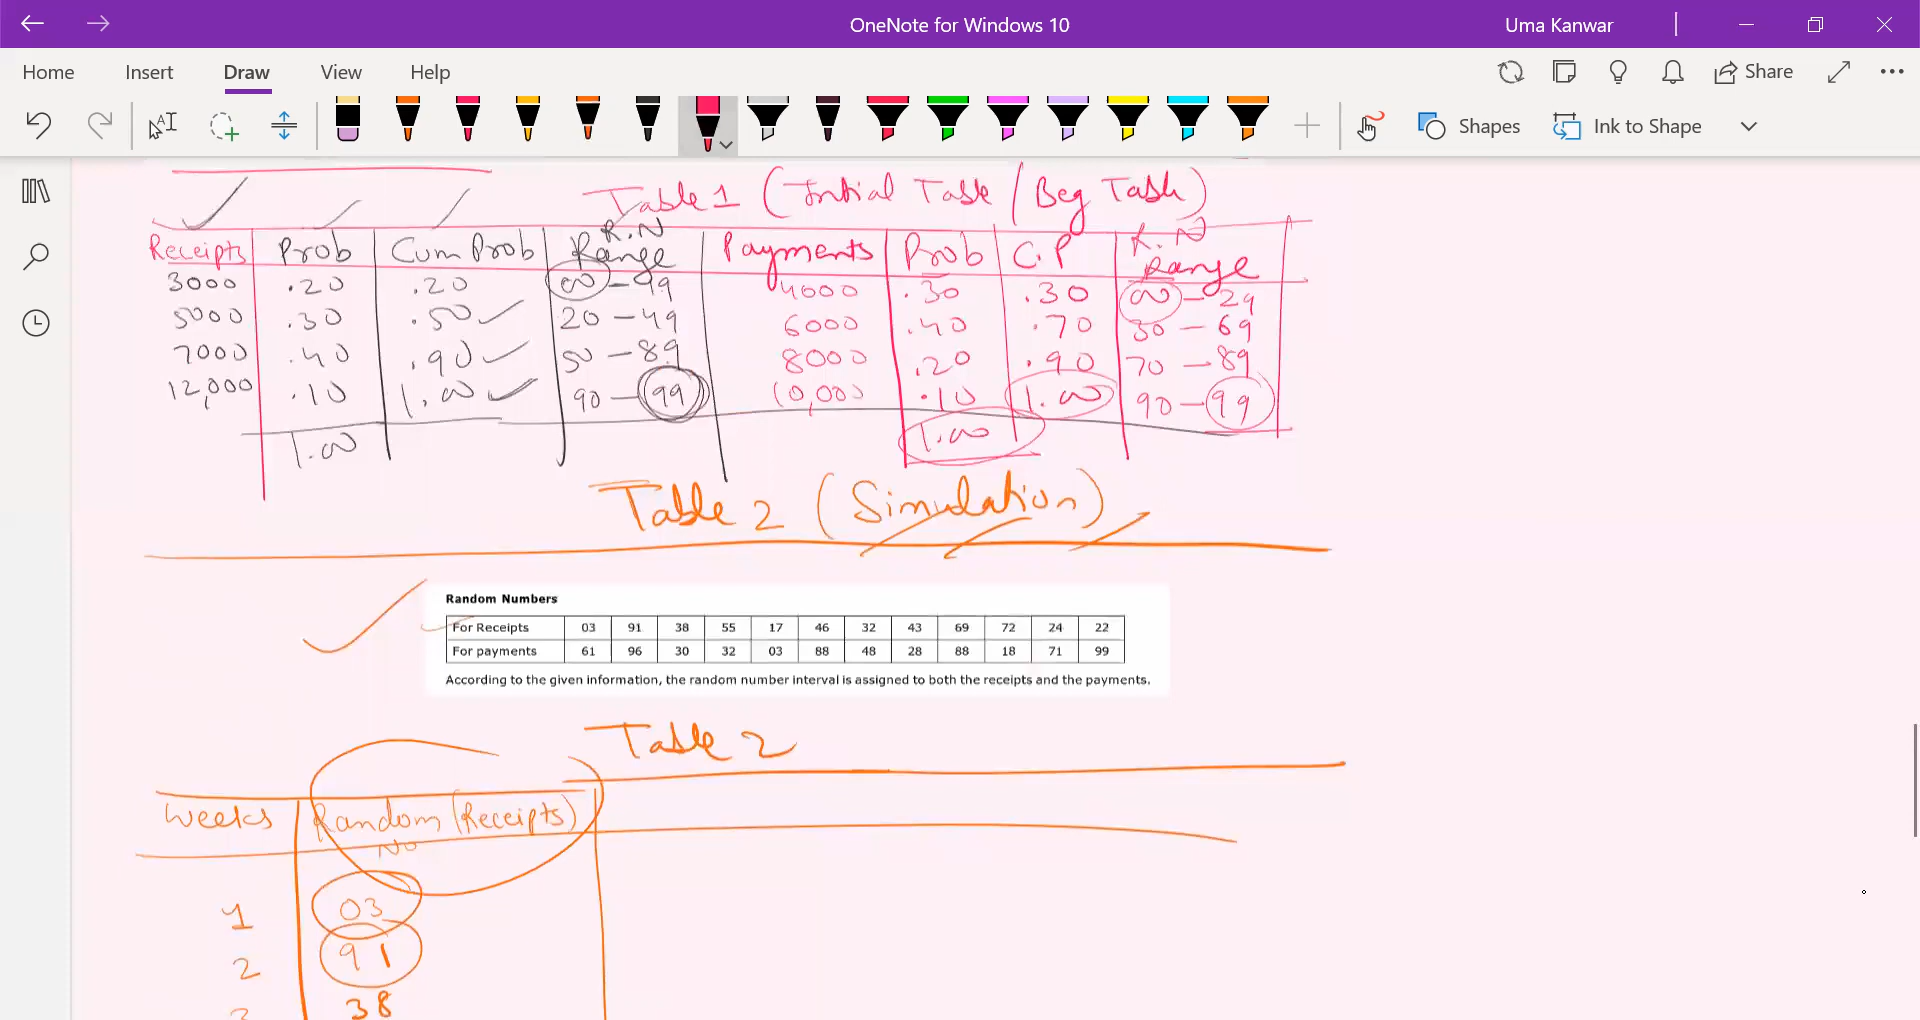 OneNote for Windows 10
Uma Kanwar
Home Insert Draw View Help
Share
Shapes
Ink to Shape
Table 1 (Initial Table / Beg Table)
Receipts Prob Cum Prob R.N Range Payments Prob C.P R.N Range
3000 .20 .20 00 - 49 4000 .30 .30 00 - 29
5000 .30 .50 20 - 49 6000 .40 .70 30 - 69
7000 .40 .90 50 - 89 8000 .20 .90 70 - 89
12,000 .10 1.00 90 - 99 10,000 .10 1.00 90 - 99
1.00 1.00
Table 2 (Simulation)
Random Numbers
For Receipts 03 91 38 55 17 46 32 43 69 72 24 22
For payments 61 96 30 32 03 88 48 28 88 18 71 99
According to the given information, the random number interval is assigned to both the receipts and the payments.
Table 2
Weeks Random (Receipts)
No
1 03
2 91
3 38